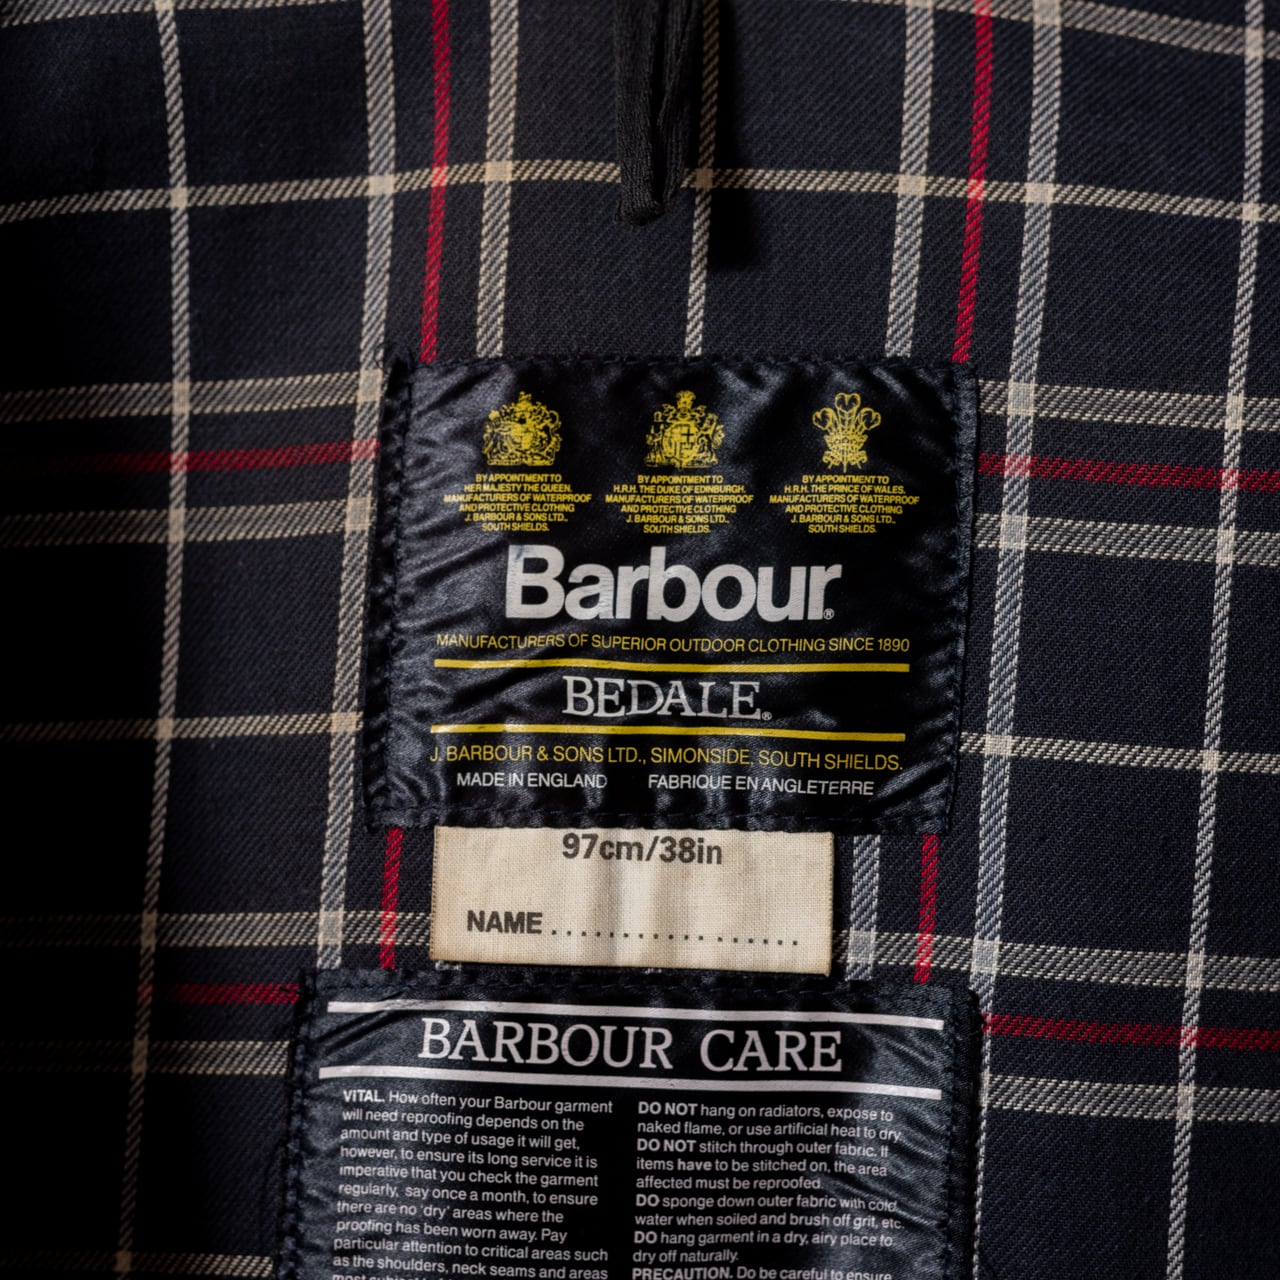 BY APPOINTMENT TO
HER MAJESTY THE QUEEN.
MANUFACTURERS OF WATERPROOF
AND PROTECTIVE CLOTHING
J. BARBOUR & SONS LTD.,
SOUTH SHIELDS.
BY APPOINTMENT TO
H.R.H. THE DUKE OF EDINBURGH.
MANUFACTURERS OF WATERPROOF
AND PROTECTIVE CLOTHING
J. BARBOUR & SONS LTD.,
SOUTH SHIELDS.
BY APPOINTMENT TO
H.R.H. THE PRINCE OF WALES.
MANUFACTURERS OF WATERPROOF
AND PROTECTIVE CLOTHING
J. BARBOUR & SONS LTD.,
SOUTH SHIELDS.
Barbour®
MANUFACTURERS OF SUPERIOR OUTDOOR CLOTHING SINCE 1890
BEDALE®
J. BARBOUR & SONS LTD., SIMONSIDE, SOUTH SHIELDS.
MADE IN ENGLAND FABRIQUE EN ANGLETERRE
97cm/38in
NAME.................
BARBOUR CARE
VITAL. How often your Barbour garment
will need reproofing depends on the
amount and type of usage it will get,
however, to ensure its long service it is
imperative that you check the garment
regularly, say once a month, to ensure
there are no 'dry' areas where the
proofing has been worn away. Pay
particular attention to critical areas such
as the shoulders, neck seams and areas
most
DO NOT hang on radiators, expose to
naked flame, or use artificial heat to dry.
DO NOT stitch through outer fabric. If
items have to be stitched on, the area
affected must be reproofed.
DO sponge down outer fabric with cold
water when soiled and brush off grit, etc.
DO hang garment in a dry, airy place to
dry off naturally.
PRECAUTION. Do be careful to ensure